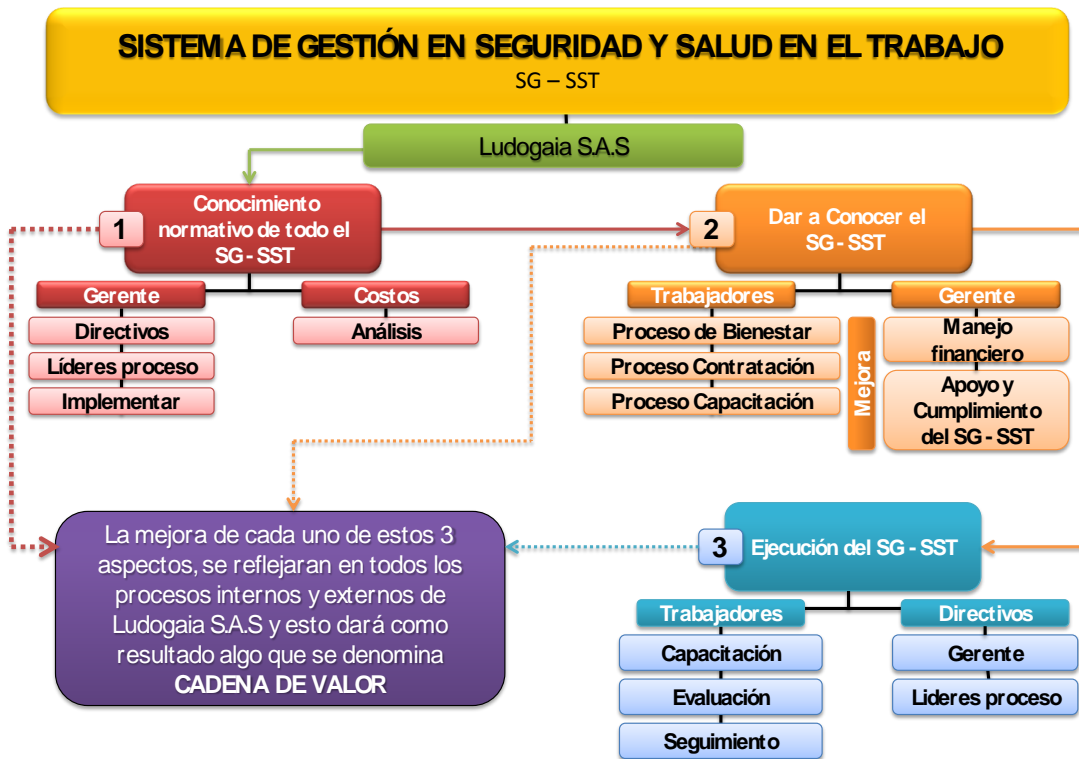 SISTEMA DE GESTIÓN EN SEGURIDAD Y SALUD EN EL TRABAJO
SG – SST
Ludogaia S.A.S
1
Conocimiento
normativo de todo el
SG - SST
Gerente
Directivos
Líderes proceso
Implementar
Costos
Análisis
2
Dar a Conocer el
SG - SST
Trabajadores
Proceso de Bienestar
Proceso Contratación
Proceso Capacitación
Mejora
Gerente
Manejo
financiero
Apoyo y
Cumplimiento
del SG - SST
La mejora de cada uno de estos 3
aspectos, se reflejaran en todos los
procesos internos y externos de
Ludogaia S.A.S y esto dará como
resultado algo que se denomina
CADENA DE VALOR
3
Ejecución del SG - SST
Trabajadores
Capacitación
Evaluación
Seguimiento
Directivos
Gerente
Lideres proceso